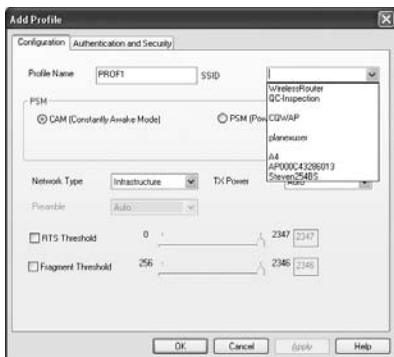 Add Profile
Configuration
Authentication and Security
Profile Name
PROF1
SSID
WirelessRouter
QC-Inspection
PSM
CAM (Constantly Awake Mode)
PSM (Pow
CQWAP
planexuser
A4
AP000C43286013
Steven254BS
Network Type
Infrastructure
TX Power
Auto
Preamble
Auto
RTS Threshold
0
2347
2347
Fragment Threshold
256
2346
2346
OK
Cancel
Apply
Help